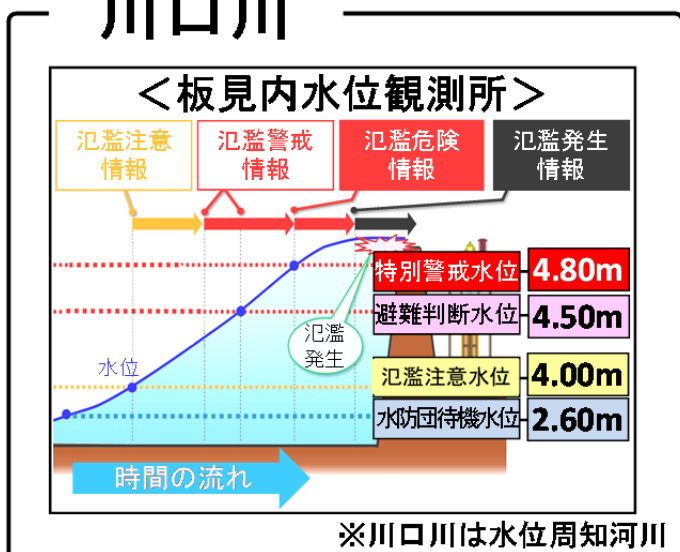 川口川
＜板見内水位観測所＞
氾濫注意
情報
氾濫警戒
情報
氾濫危険
情報
氾濫発生
情報
特別警戒水位 4.80m
避難判断水位 4.50m
氾濫
発生
水位
氾濫注意水位 4.00m
水防団待機水位 2.60m
時間の流れ
※川口川は水位周知河川